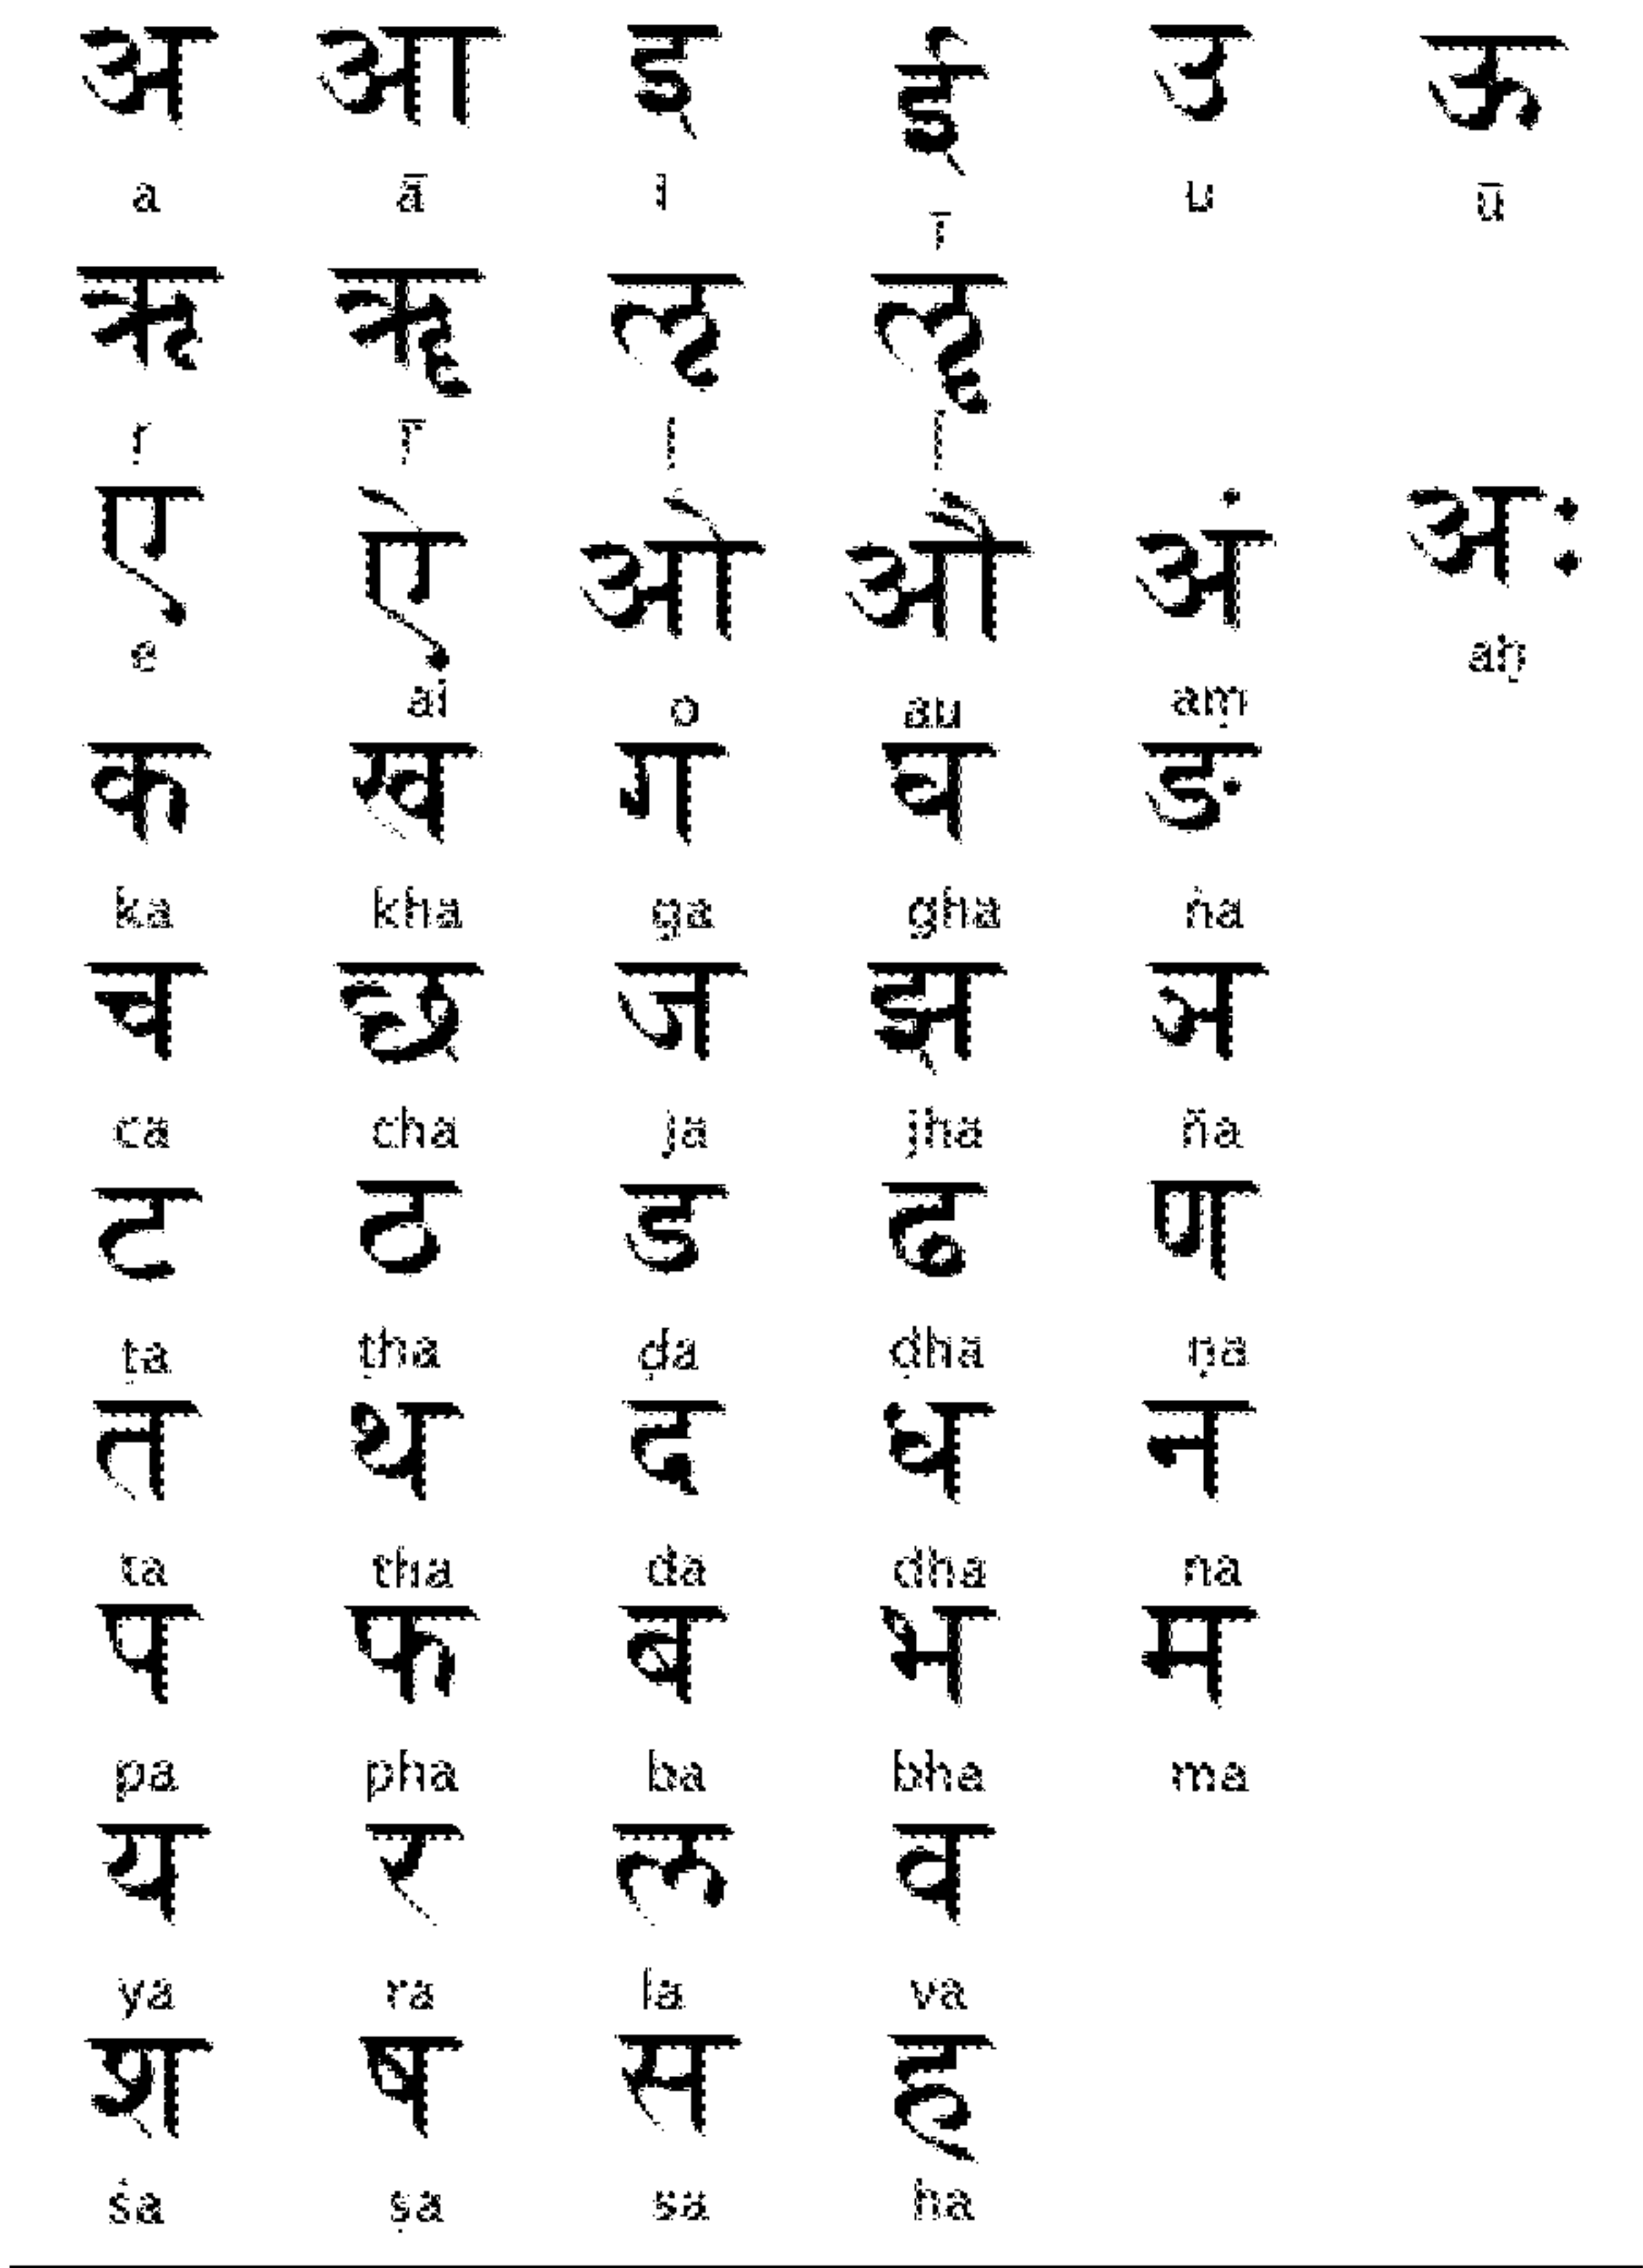 अ आ इ ई उ ऊ
a ā i ī u ū
ऋ ॠ ऌ ॡ
ṛ ṝ ḷ ḹ
ए ऐ ओ औ अं अः
e ai o au aṃ aḥ
क ख ग घ ङ
ka kha ga gha ṅa
च छ ज झ ञ
ca cha ja jha ña
ट ठ ड ढ ण
ṭa ṭha ḍa ḍha ṇa
त थ द ध न
ta tha da dha na
प फ ब भ म
pa pha ba bha ma
य र ल व
ya ra la va
श ष स ह
śa ṣa sa ha